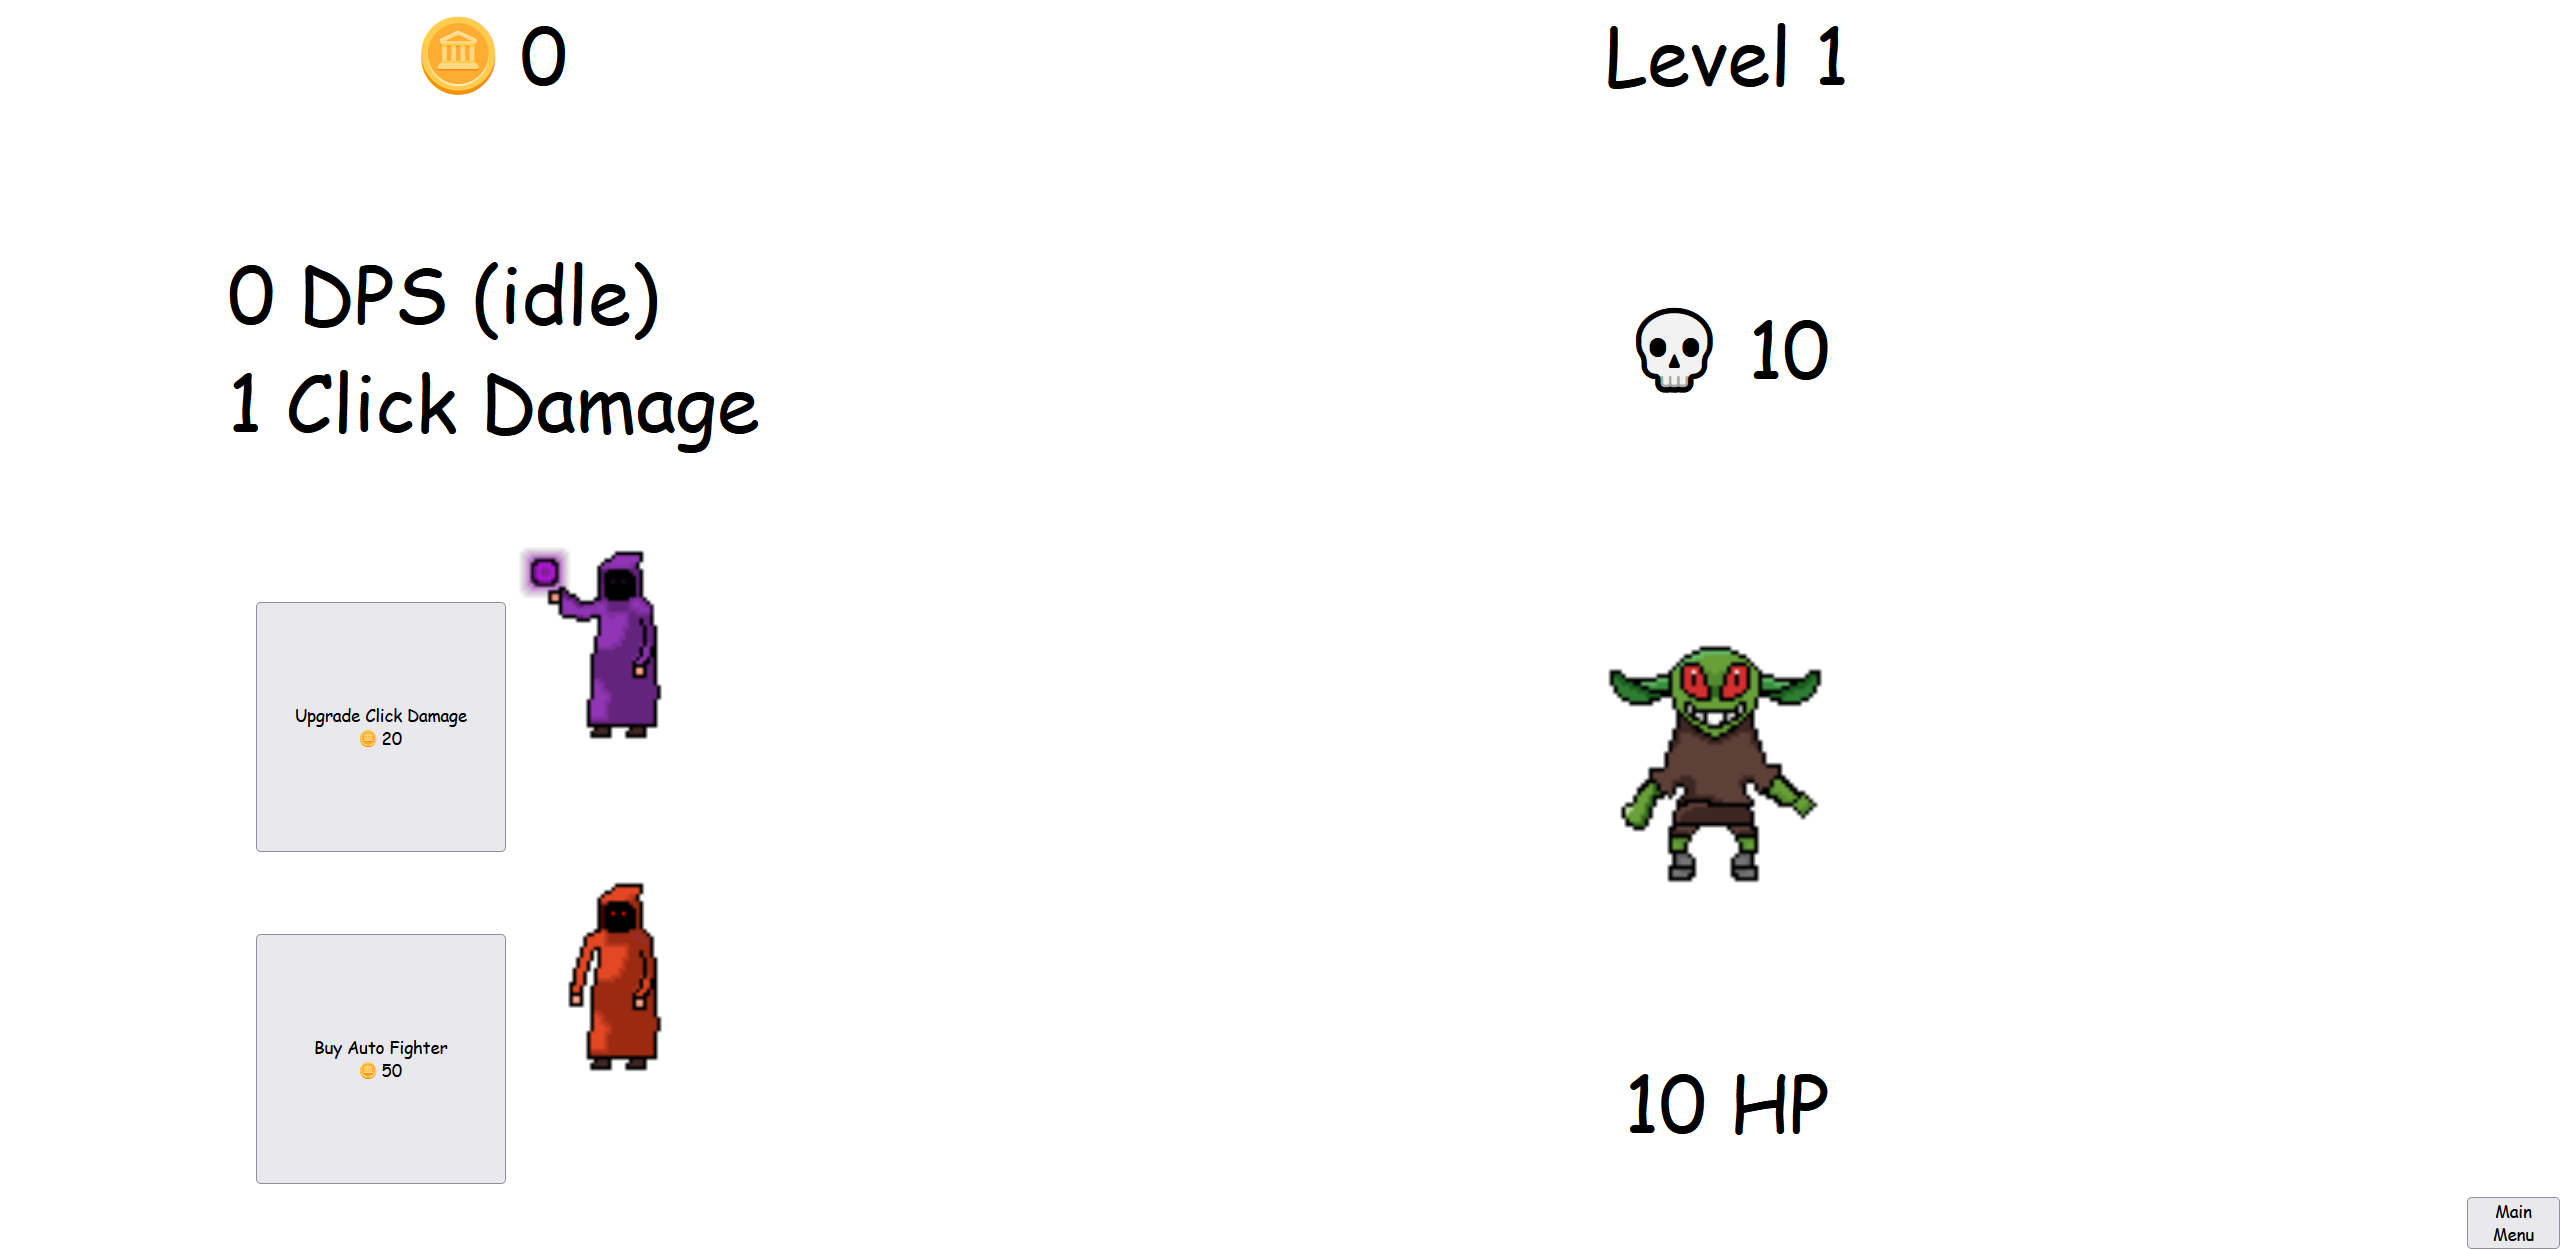 0
Level 1
0 DPS (idle)
1 Click Damage
10
Upgrade Click Damage
20
Buy Auto Fighter
50
10 HP
Main
Menu